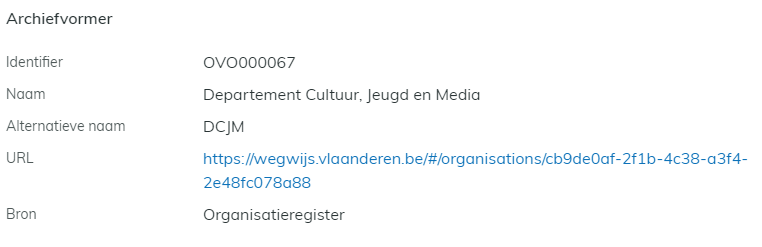 Archiefvormer
Identifier OVO000067
Naam Departement Cultuur, Jeugd en Media
Alternatieve naam DCJM
URL https://wegwijs.vlaanderen.be/#/organisations/cb9de0af-2f1b-4c38-a3f4-
2e48fc078a88
Bron Organisatieregister